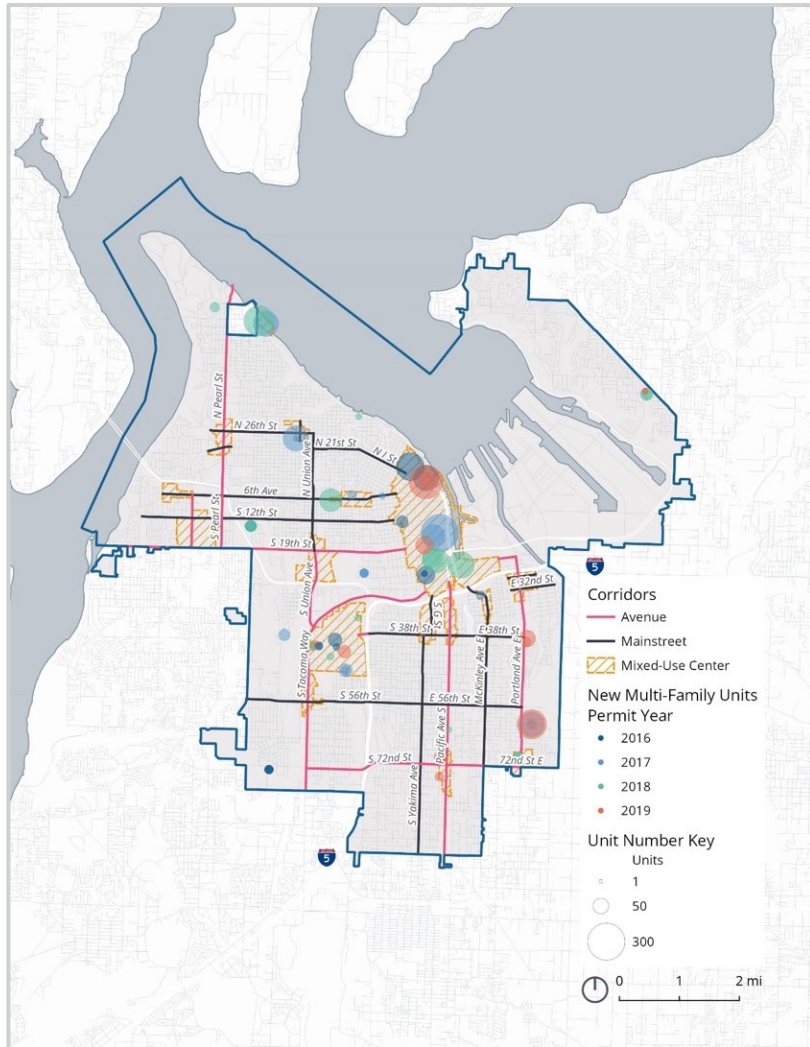 N Pearl St
N 26th St
N 21st St
N I St
N Union Ave
6th Ave
S 12th St
S Pearl St
S 19th St
S Union Ave
E 32nd St
S G St
S 38th St
E 38th St
S Tacoma Way
McKinley Ave E
Portland Ave E
S 56th St
E 56th St
Pacific Ave S
S 72nd St
72nd St E
S Yakima Ave
5
5
Corridors
Avenue
Mainstreet
Mixed-Use Center
New Multi-Family Units
Permit Year
2016
2017
2018
2019
Unit Number Key
Units
1
50
300
0 1 2 mi